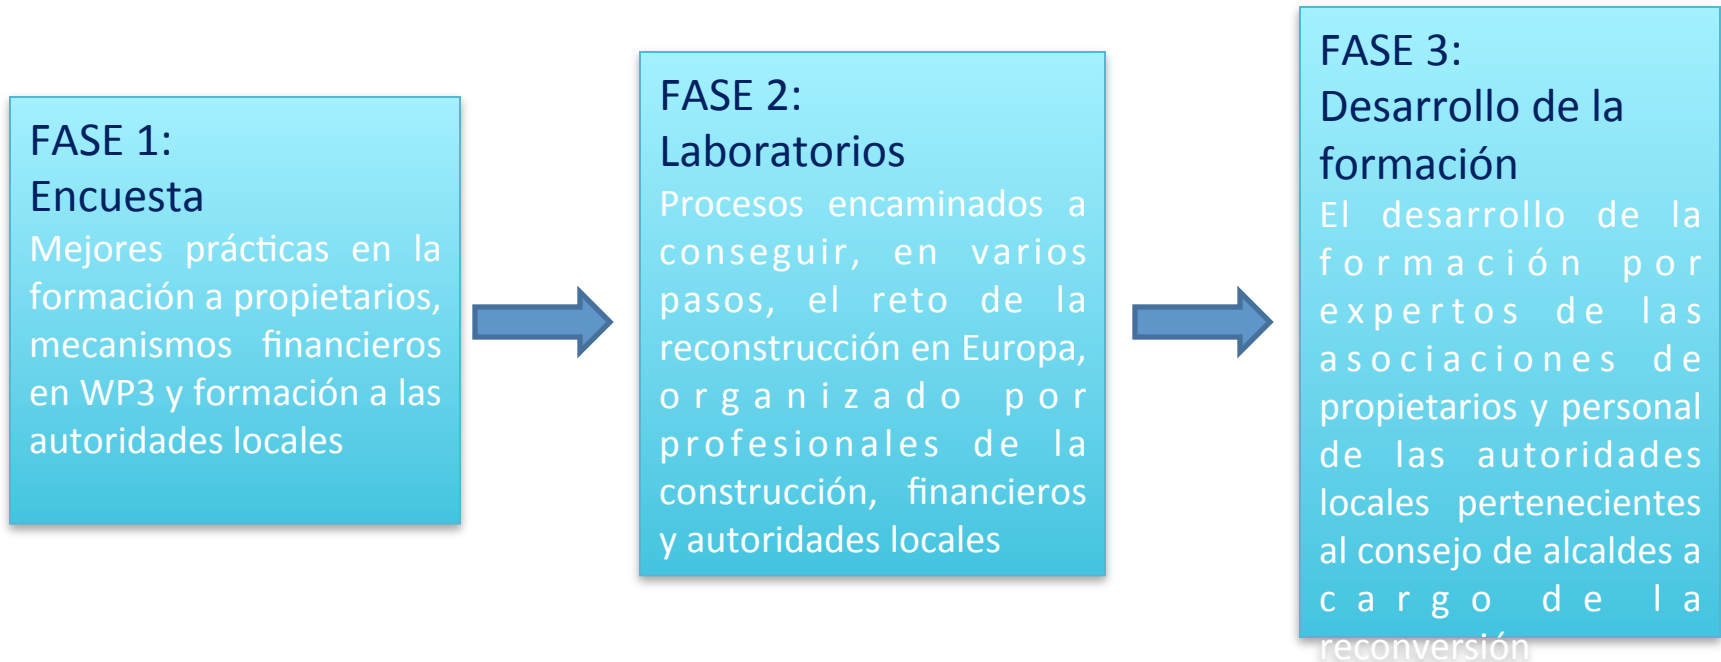 FASE 1:
Encuesta
Mejores prácticas en la
formación a propietarios,
mecanismos financieros
en WP3 y formación a las
autoridades locales
FASE 2:
Laboratorios
Procesos encaminados a
conseguir, en varios
pasos, el reto de la
reconstrucción en Europa,
organizado por
profesionales de la
construcción, financieros
y autoridades locales
FASE 3:
Desarrollo de la
formación
El desarrollo de la
formación por
expertos de las
asociaciones de
propietarios y personal
de las autoridades
locales pertenecientes
al consejo de alcaldes a
cargo de la
reconversión